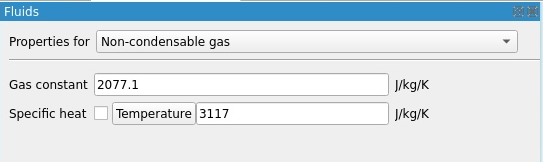 Fluids
Properties for Non-condensable gas
Gas constant 2077.1 J/kg/K
Specific heat Temperature 3117 J/kg/K